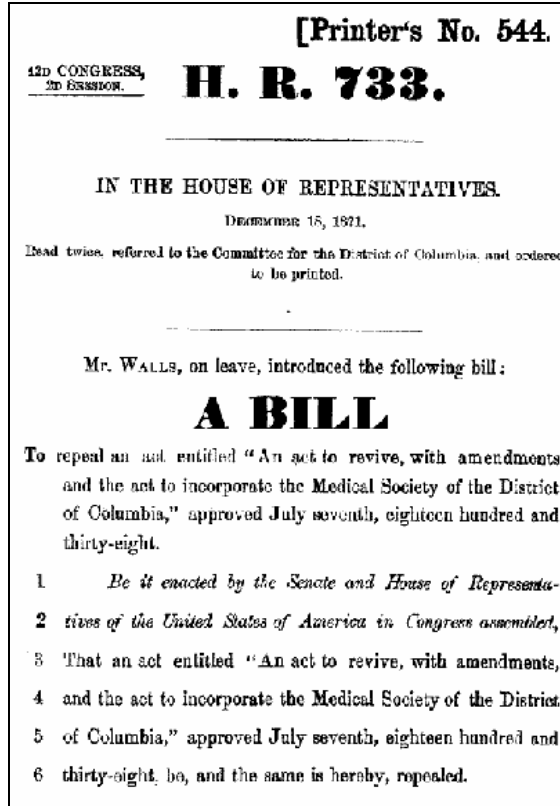 [Printer's No. 544.
42D CONGRESS,
2D SESSION.
H. R. 733.
IN THE HOUSE OF REPRESENTATIVES.
DECEMBER 18, 1871.
Read twice, referred to the Committee for the District of Columbia, and ordered
to be printed.
Mr. WALLS, on leave, introduced the following bill:
A BILL
To repeal an act entitled "An act to revive, with amendments
and the act to incorporate the Medical Society of the District
of Columbia," approved July seventh, eighteen hundred and
thirty-eight.
1 Be it enacted by the Senate and House of Representa-
2 tives of the United States of America in Congress assembled,
3 That an act entitled "An act to revive, with amendments,
4 and the act to incorporate the Medical Society of the District
5 of Columbia," approved July seventh, eighteen hundred and
6 thirty-eight, be, and the same is hereby, repealed.